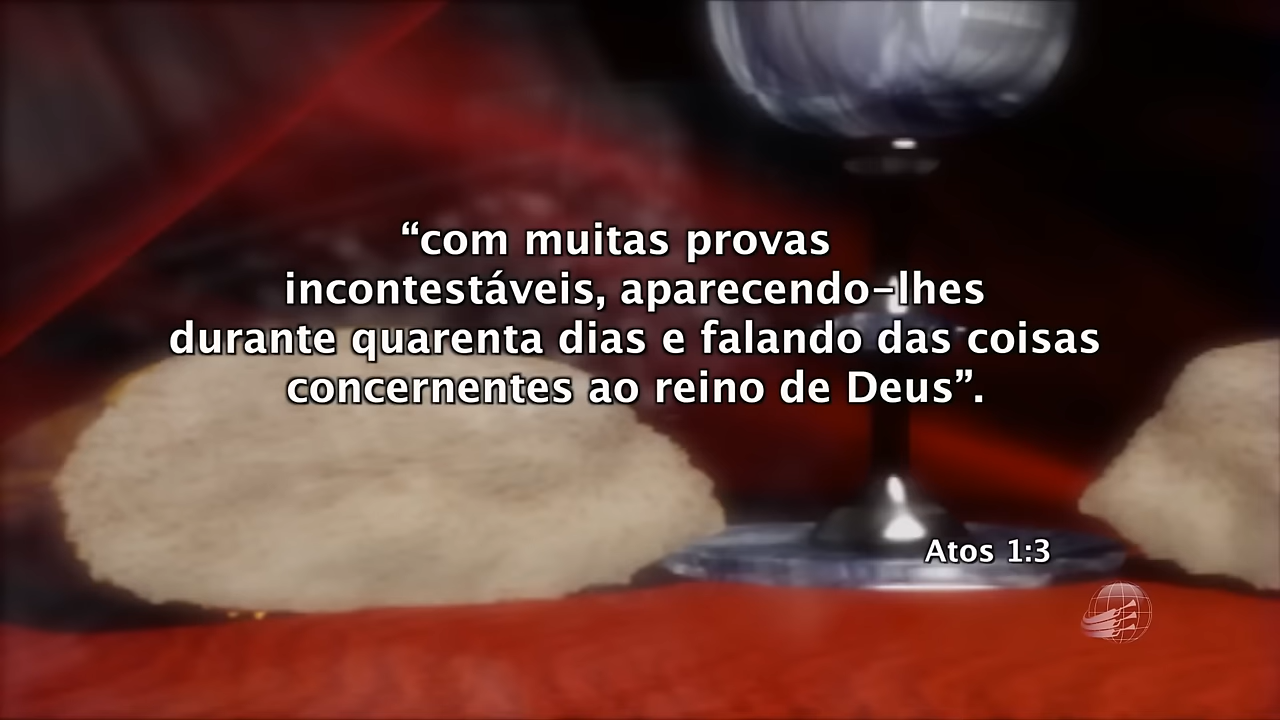 “com muitas provas
incontestáveis, aparecendo-lhes
durante quarenta dias e falando das coisas
concernentes ao reino de Deus”.
Atos 1:3